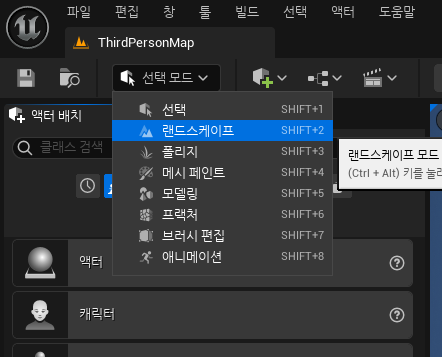 파일 편집 창 툴 빌드 선택 액터 도움말
ThirdPersonMap
선택 모드
액터 배치
선택 SHIFT+1
클래스 검색
랜드스케이프 SHIFT+2
폴리지 SHIFT+3
랜드스케이프 모드
메시 페인트 SHIFT+4
(Ctrl + Alt) 키를
모델링 SHIFT+5
프랙처 SHIFT+6
브러시 편집 SHIFT+7
애니메이션 SHIFT+8
액터
캐릭터